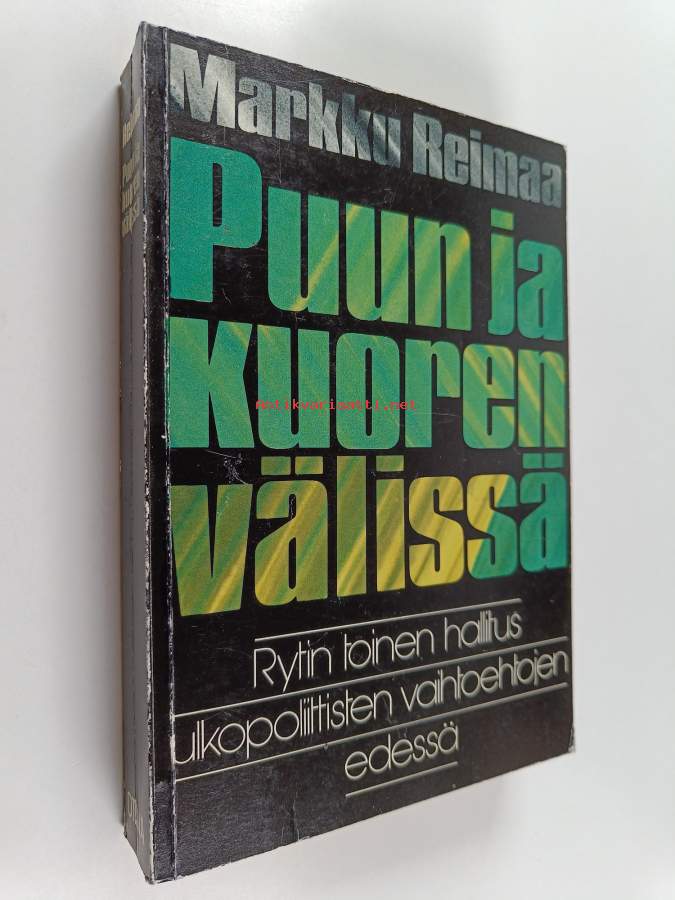 Markku Reimaa
Puun ja
kuoren
välissä
Antikvariaatti.net
Rytin toinen hallitus
ulkopoliittisten vaihtoehtojen
edessä